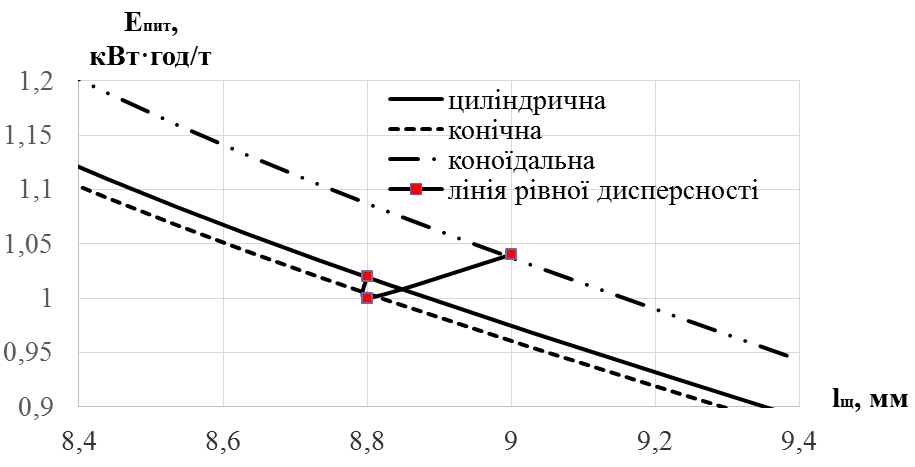 Eпит,
кВт·год/т
1,2
1,15
1,1
1,05
1
0,95
0,9
циліндрична
конічна
коноїдальна
лінія рівної дисперсності
lщ, мм
8,4 8,6 8,8 9 9,2 9,4